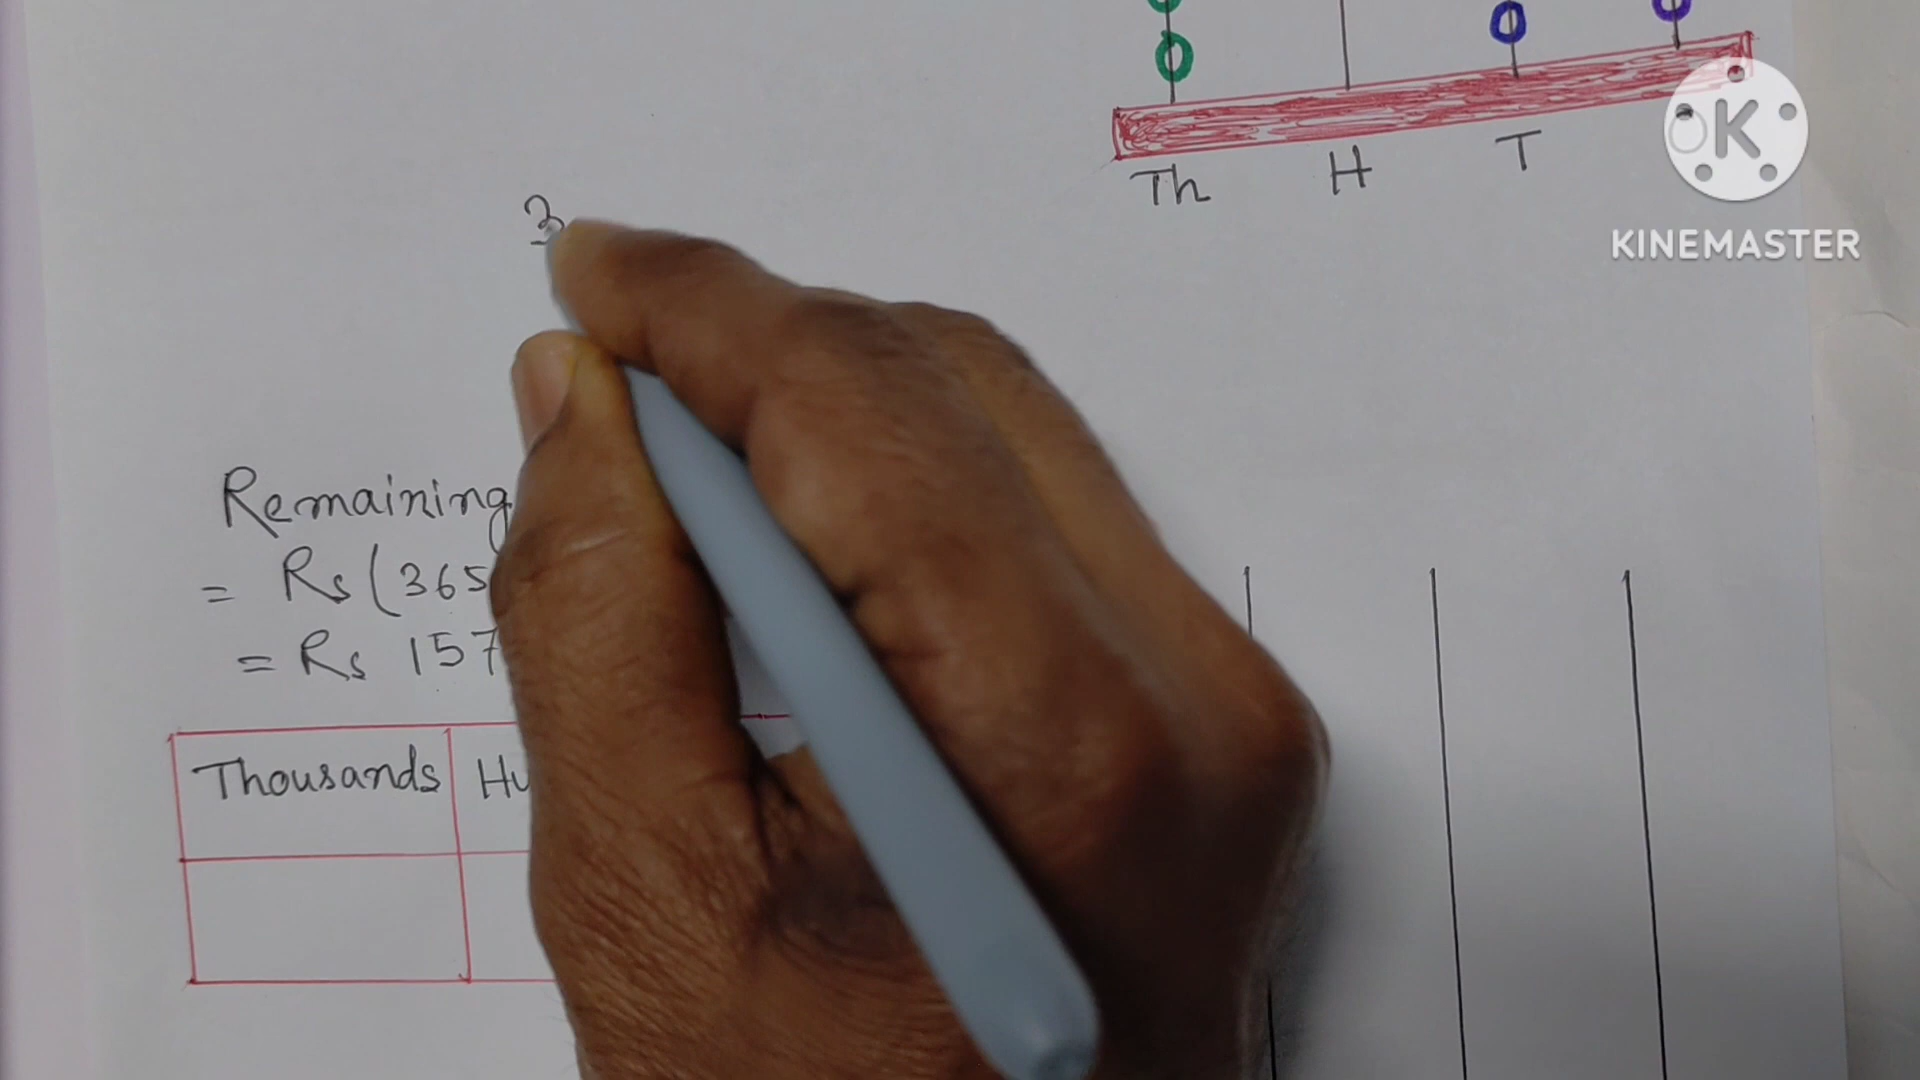 Th H T
K
KINEMASTER
3
Remaining
= Rs (365
= Rs 157
Thousands Hu